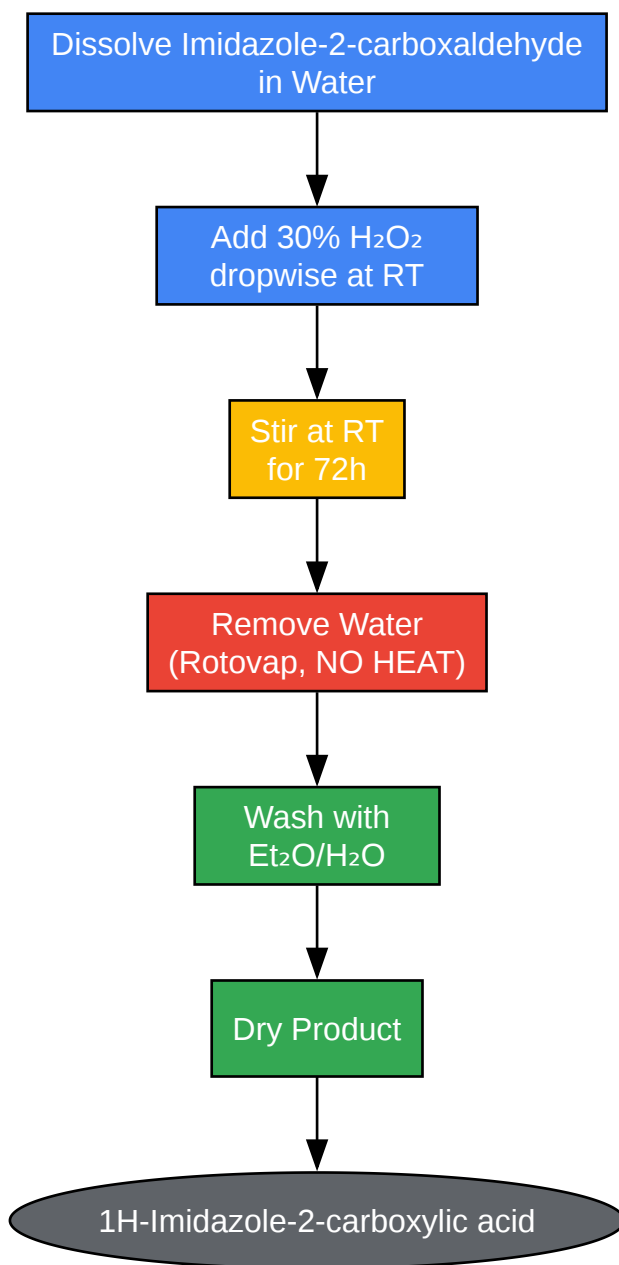 Dissolve Imidazole-2-carboxaldehyde
in Water
Add 30% H₂O₂
dropwise at RT
Stir at RT
for 72h
Remove Water
(Rotovap, NO HEAT)
Wash with
Et₂O/H₂O
Dry Product
1H-Imidazole-2-carboxylic acid